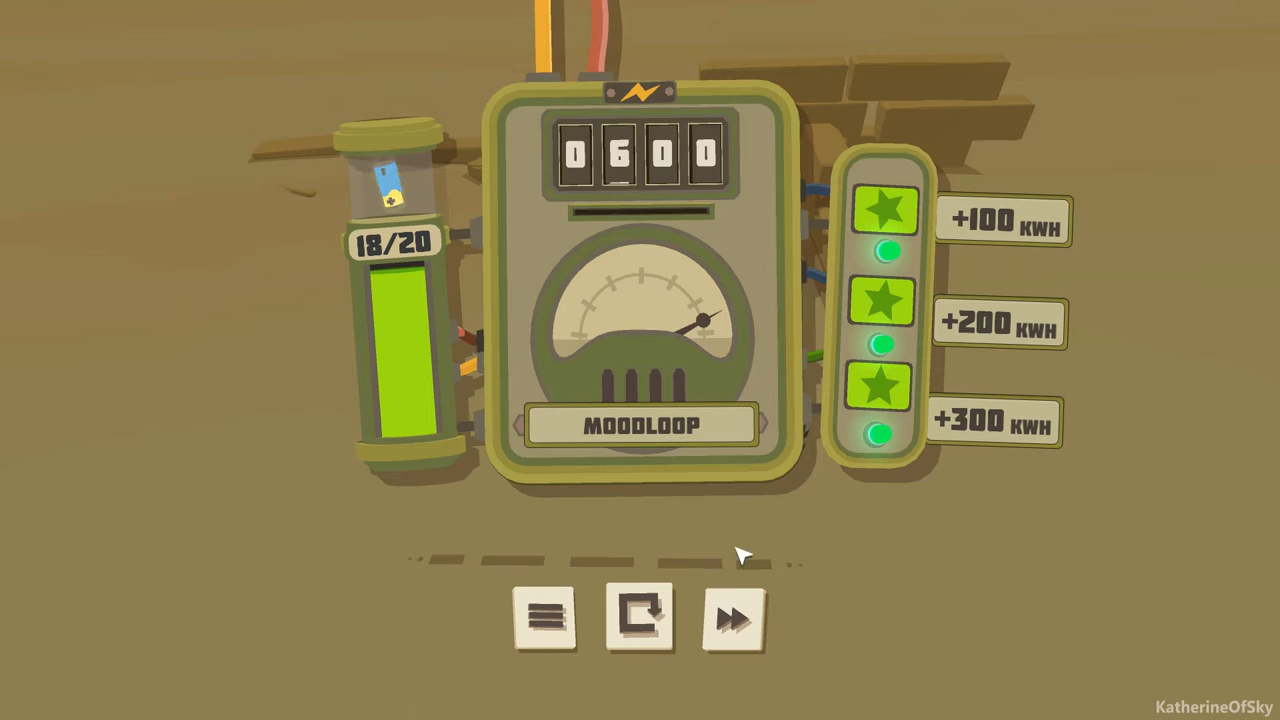 0600
18/20
+100 KWH
+200 KWH
+300 KWH
MOODLOOP
KatherineOfSky